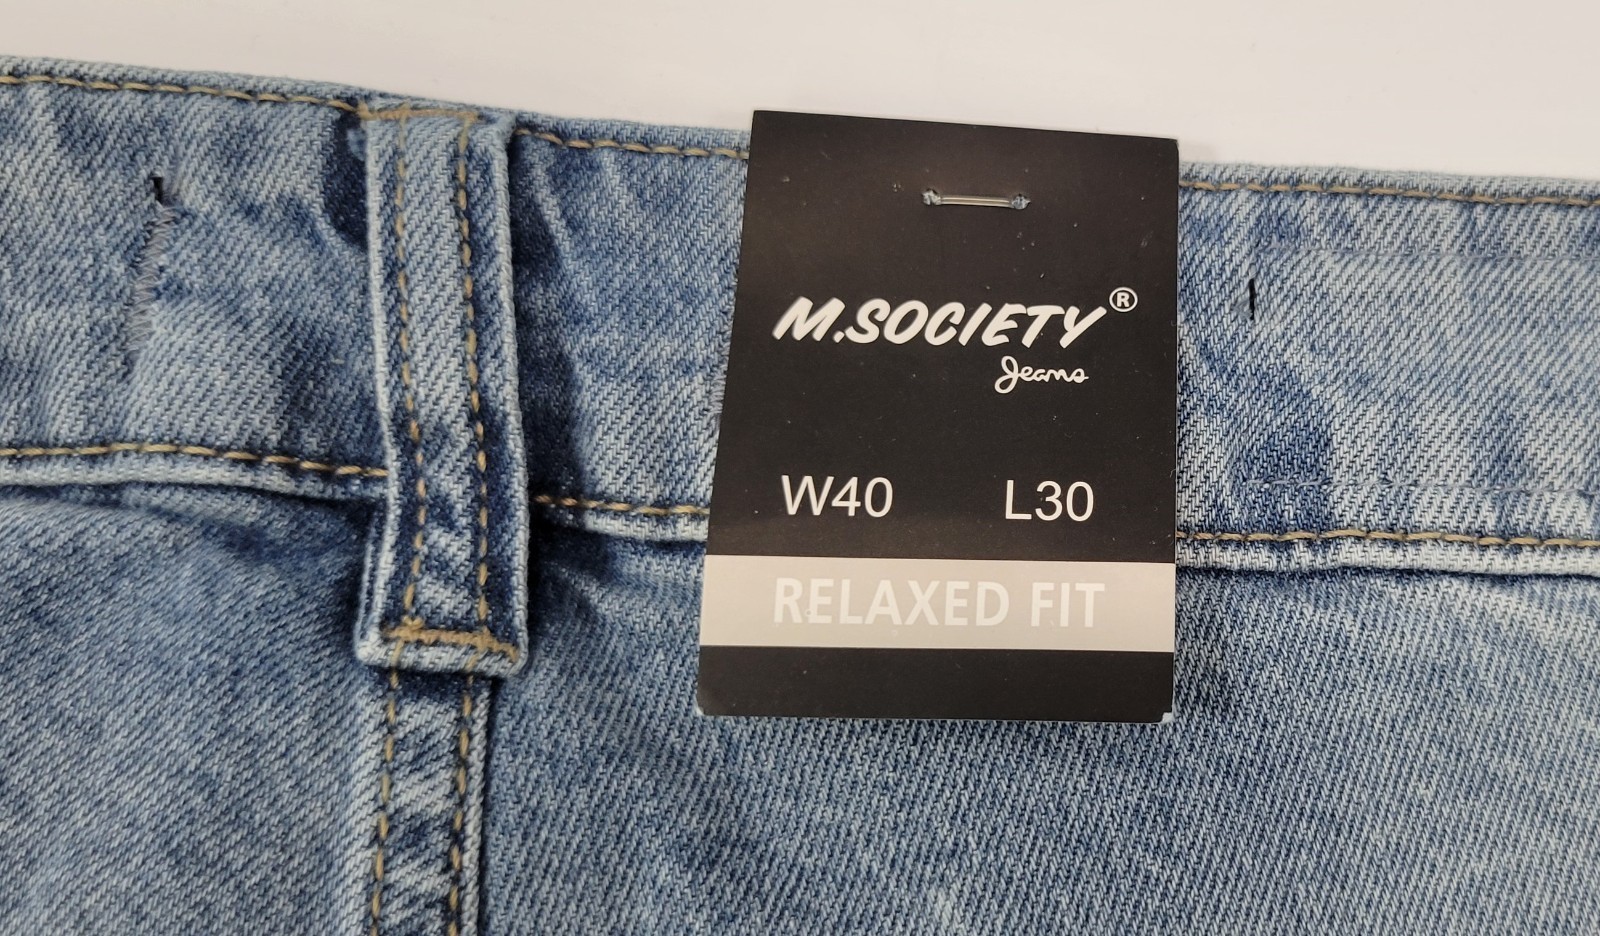 M.SOCIETY®
Jeans
W40 L30
RELAXED FIT